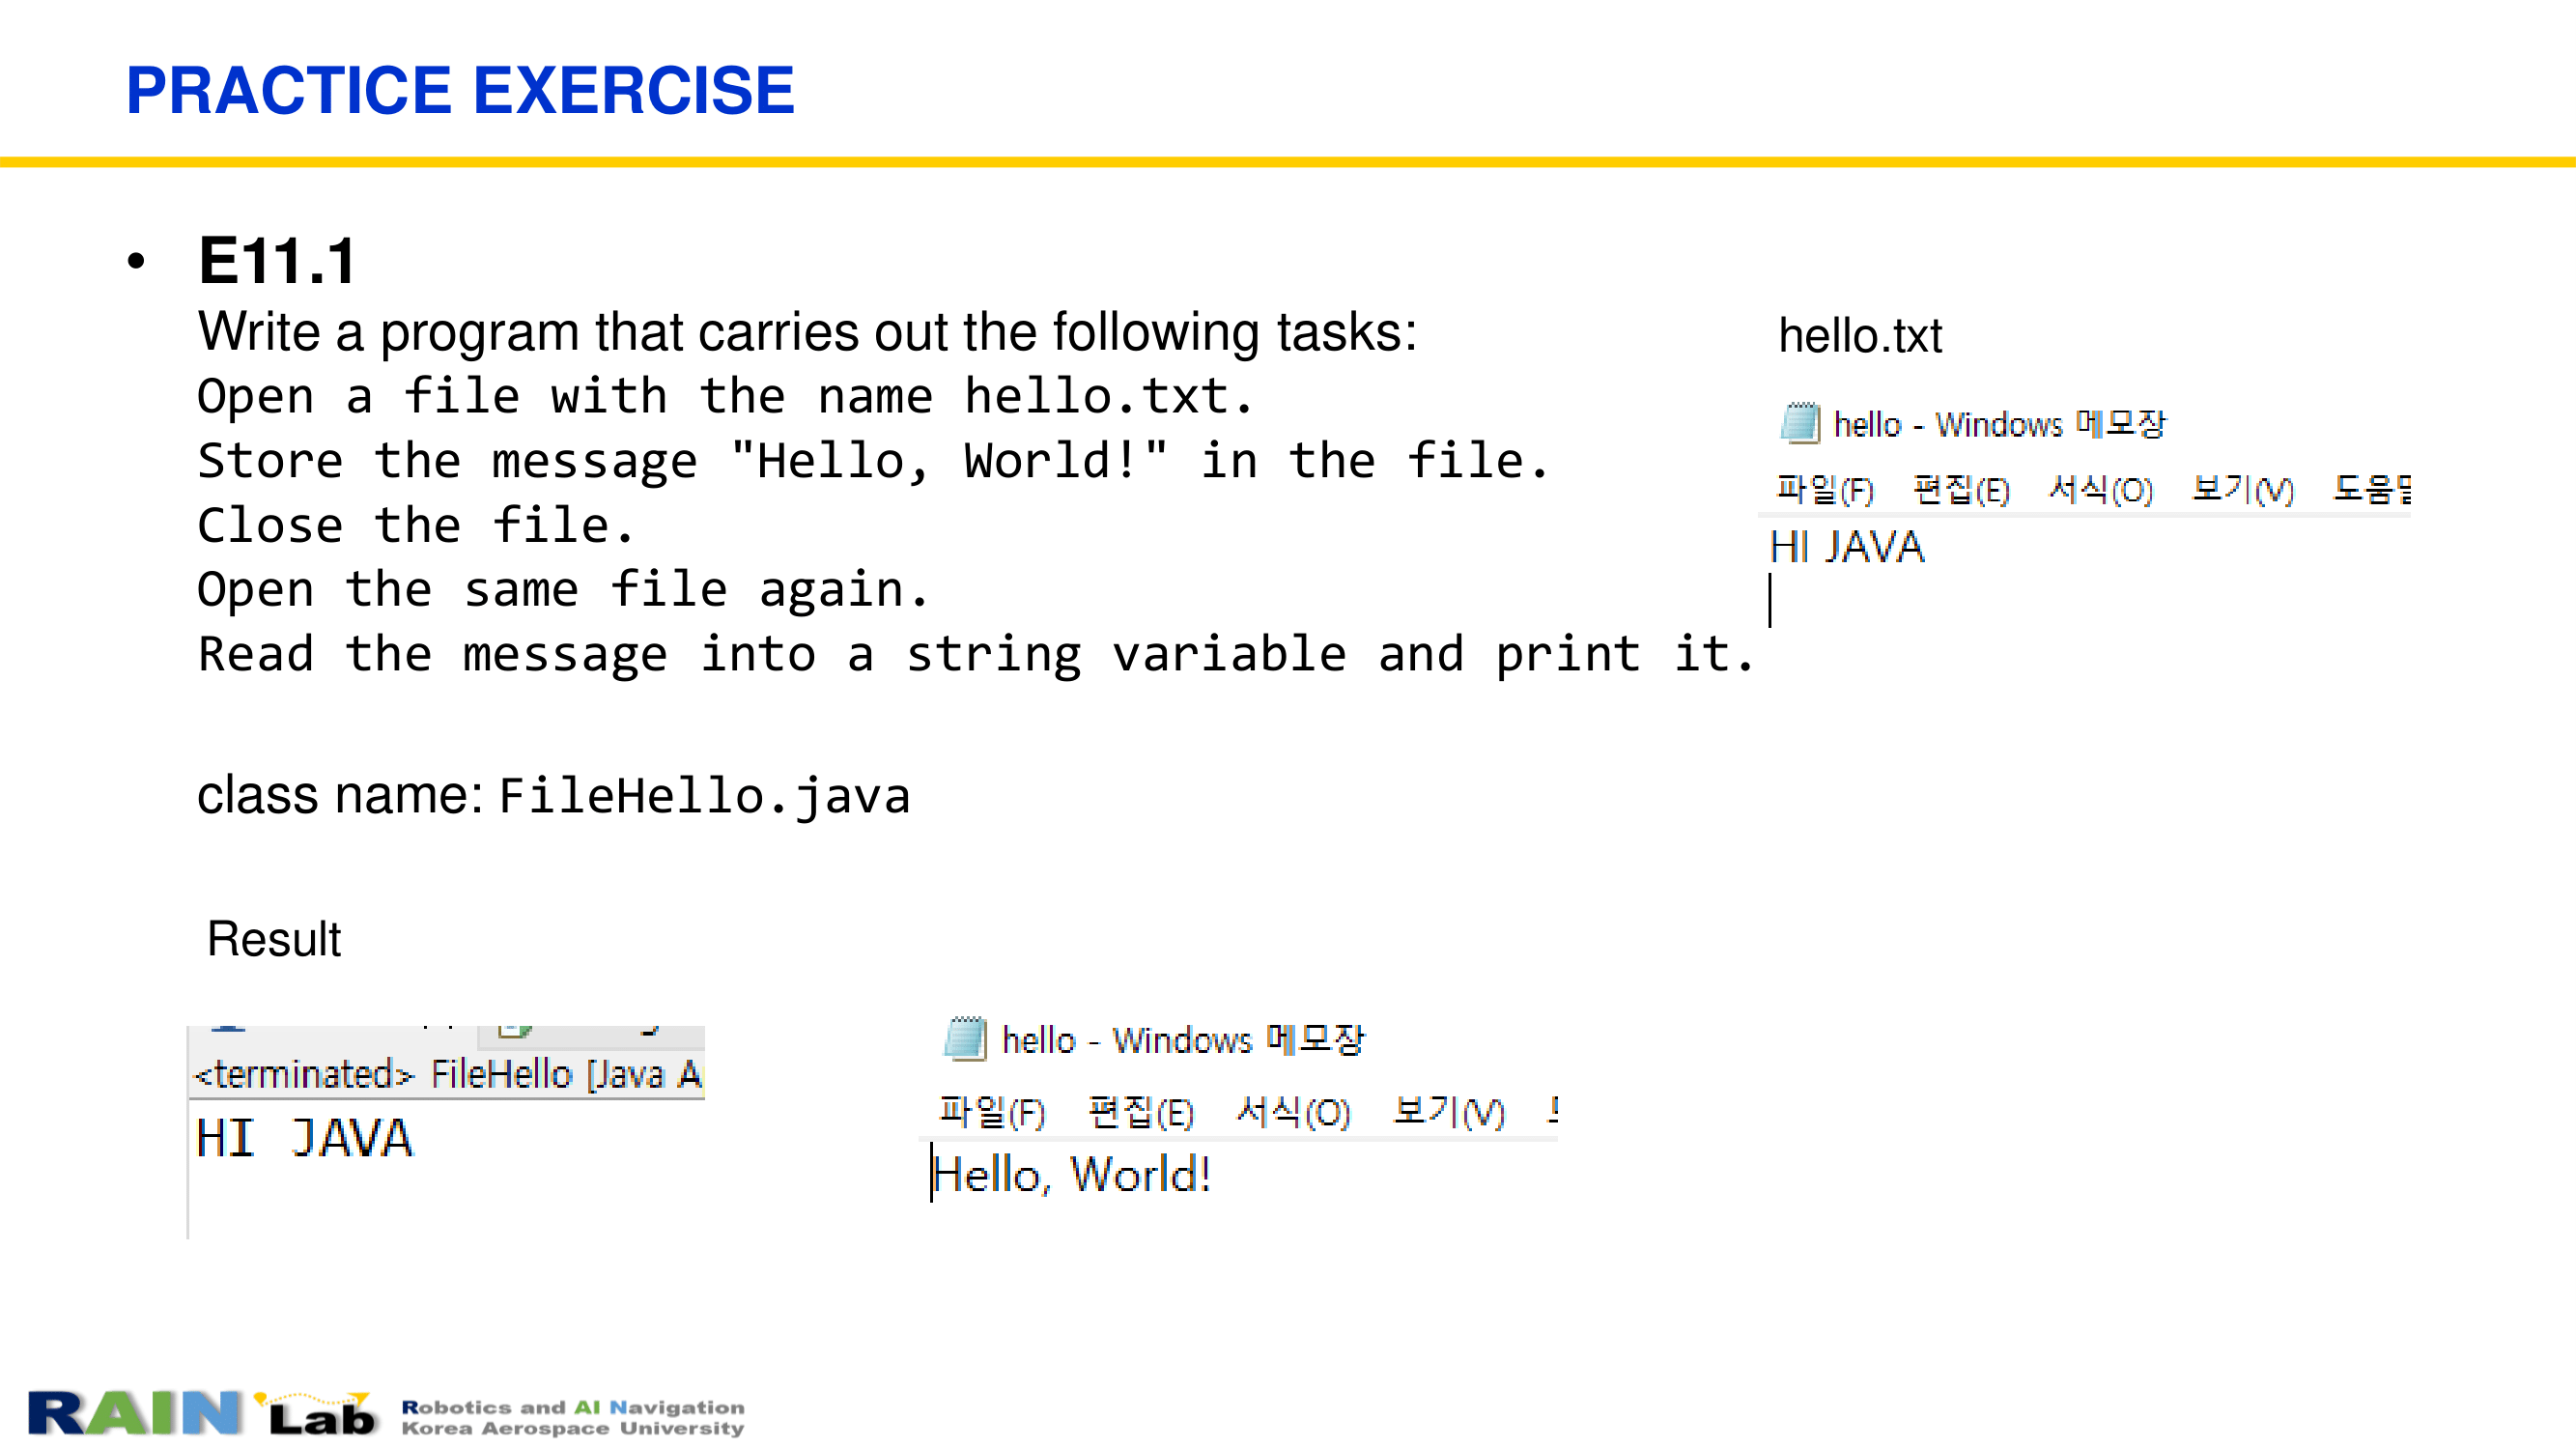 PRACTICE EXERCISE
• E11.1
Write a program that carries out the following tasks:
Open a file with the name hello.txt.
Store the message "Hello, World!" in the file.
Close the file.
Open the same file again.
Read the message into a string variable and print it.
class name: FileHello.java
hello.txt
hello - Windows 메모장
파일(F) 편집(E) 서식(O) 보기(V)
HI JAVA
Result
<terminated> FileHello [Java A
HI JAVA
hello - Windows 메모장
파일(F) 편집(E) 서식(O) 보기(V)
Hello, World!
RAIN Lab
Robotics and AI Navigation
Korea Aerospace University